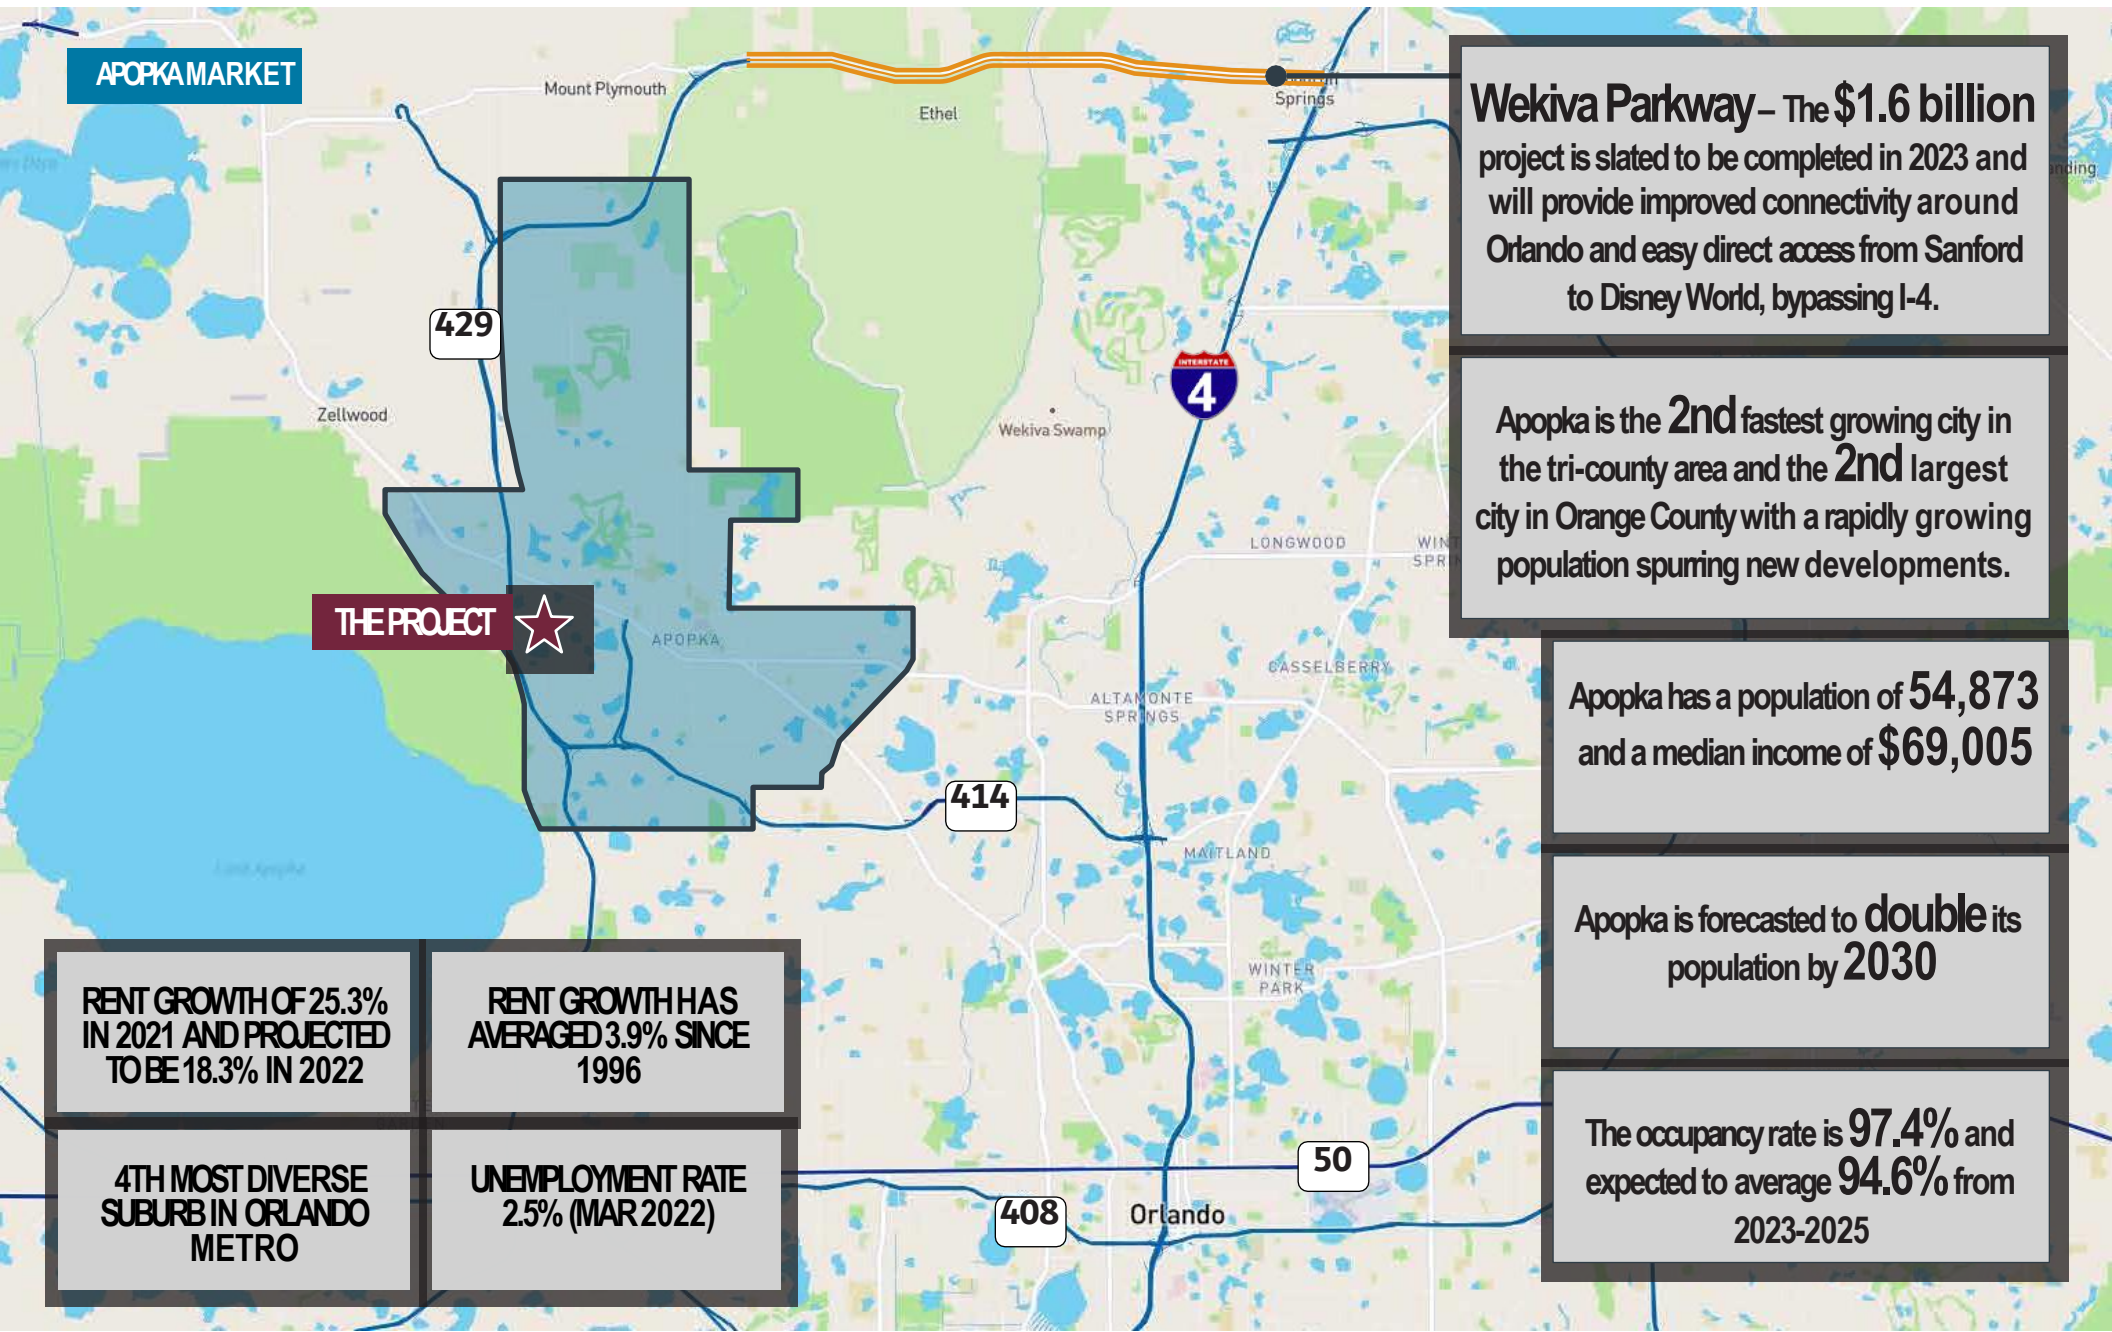 APOPKA MARKET
Mount Plymouth
Ethel
Springs
Wekiva Parkway – The $1.6 billion
project is slated to be completed in 2023 and
will provide improved connectivity around
Orlando and easy direct access from Sanford
to Disney World, bypassing I-4.
anding
429
INTERSTATE
4
Zellwood
Wekiva Swamp
Apopka is the 2nd fastest growing city in
the tri-county area and the 2nd largest
city in Orange County with a rapidly growing
population spurring new developments.
LONGWOOD
WINT
SPRIN
THE PROJECT
APOPKA
CASSELBERRY
ALTAMONTE
SPRINGS
Apopka has a population of 54,873
and a median income of $69,005
414
MAITLAND
Lake Apopka
Apopka is forecasted to double its
population by 2030
WINTER
PARK
RENT GROWTH OF 25.3%
IN 2021 AND PROJECTED
TO BE 18.3% IN 2022
RENT GROWTH HAS
AVERAGED 3.9% SINCE
1996
The occupancy rate is 97.4% and
expected to average 94.6% from
2023-2025
4TH MOST DIVERSE
SUBURB IN ORLANDO
METRO
UNEMPLOYMENT RATE
2.5% (MAR 2022)
50
408
Orlando